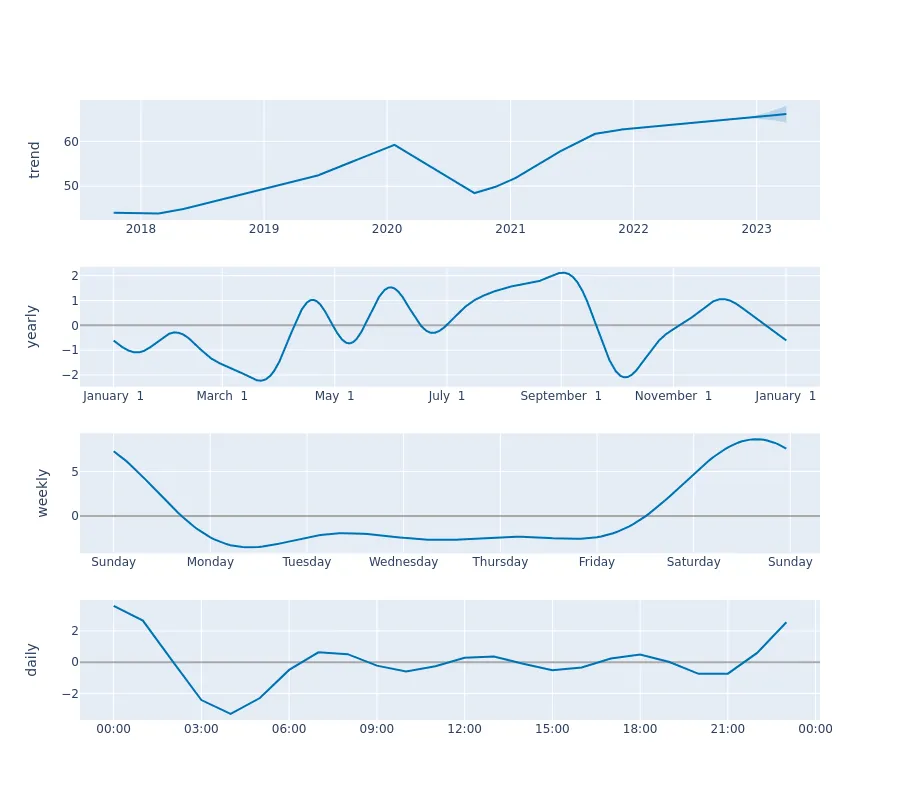 trend
60
50
2018 2019 2020 2021 2022 2023
yearly
2
1
0
−1
−2
January 1 March 1 May 1 July 1 September 1 November 1 January 1
weekly
5
0
Sunday Monday Tuesday Wednesday Thursday Friday Saturday Sunday
daily
2
0
−2
00:00 03:00 06:00 09:00 12:00 15:00 18:00 21:00 00:00